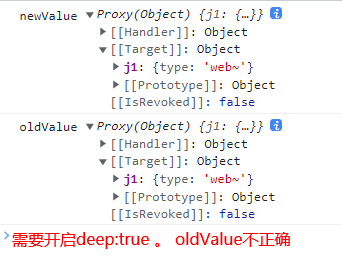 newValue ▼Proxy(Object) {j1: {…}} i
▶[[Handler]]: Object
▼[[Target]]: Object
▶j1: {type: 'web~'}
▶[[Prototype]]: Object
[[IsRevoked]]: false
oldValue ▼Proxy(Object) {j1: {…}} i
▶[[Handler]]: Object
▼[[Target]]: Object
▶j1: {type: 'web~'}
▶[[Prototype]]: Object
[[IsRevoked]]: false
>需要开启deep:true 。 oldValue不正确